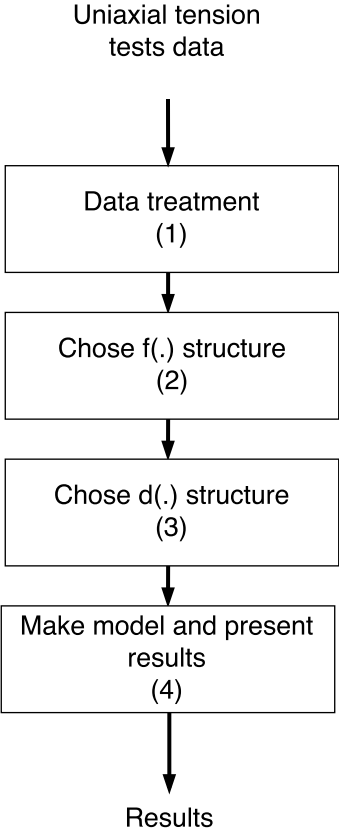 Uniaxial tension
tests data
Data treatment
(1)
Chose f(.) structure
(2)
Chose d(.) structure
(3)
Make model and present
results
(4)
Results